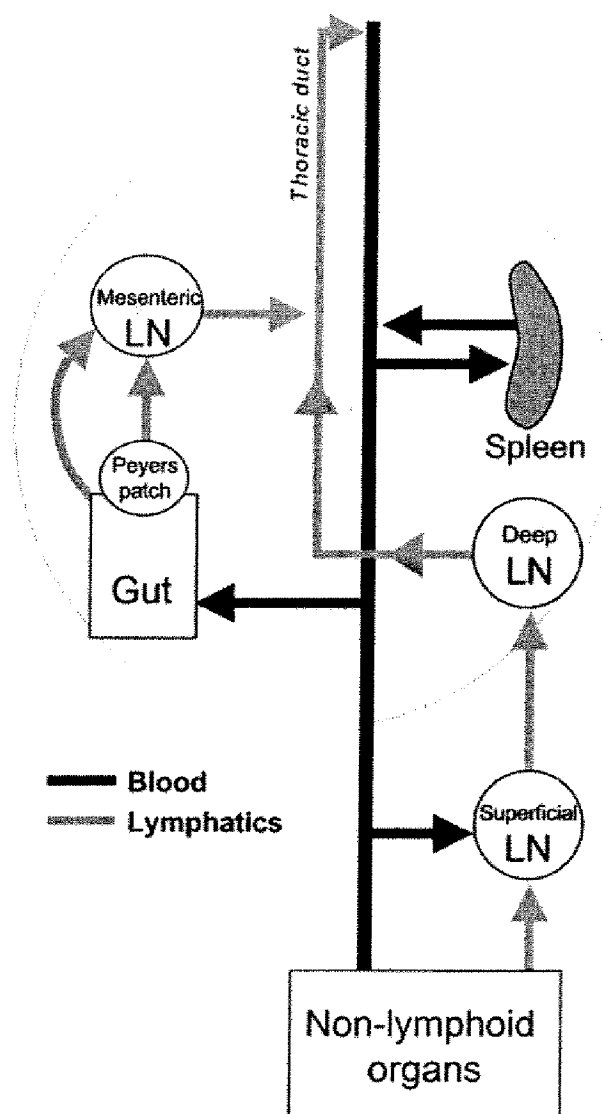 Thoracic duct
Mesenteric
LN
Spleen
Peyers
patch
Deep
LN
Gut
Blood
Lymphatics
Superficial
LN
Non-lymphoid
organs